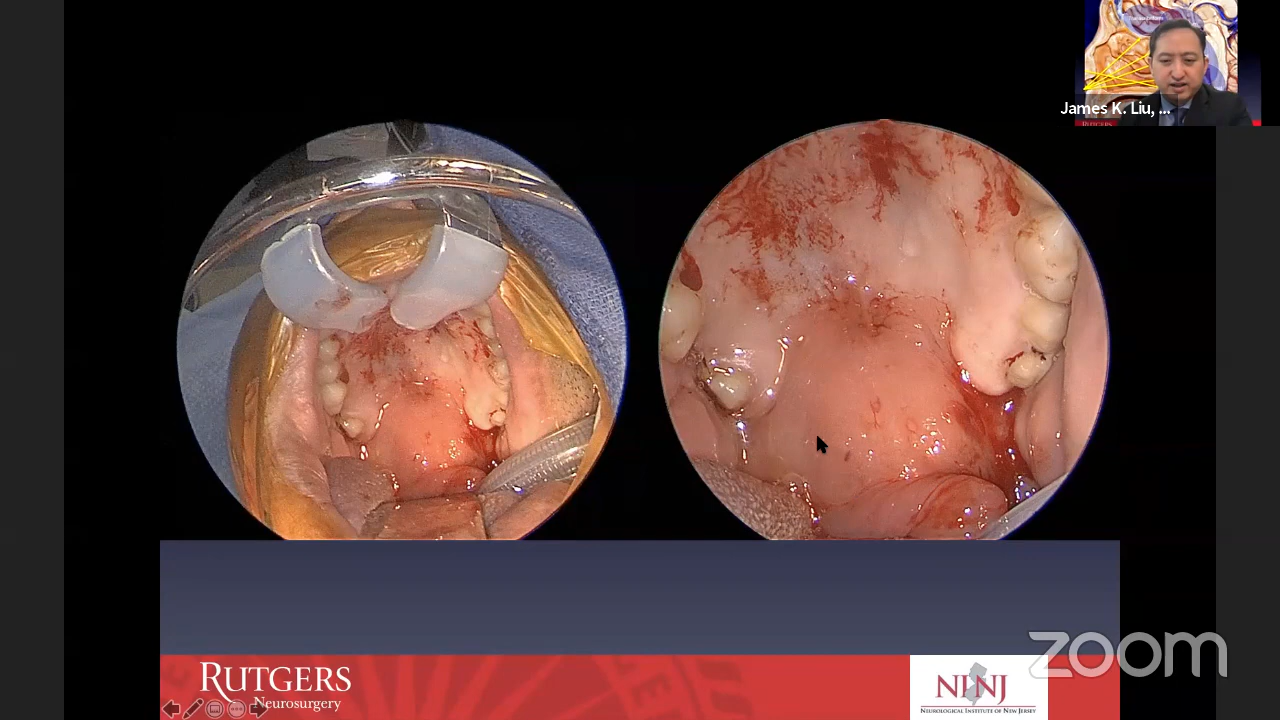 James K. Liu, ...
RUTGERS
Neurosurgery
NINJ
NEUROLOGICAL INSTITUTE OF NEW JERSEY
zoom